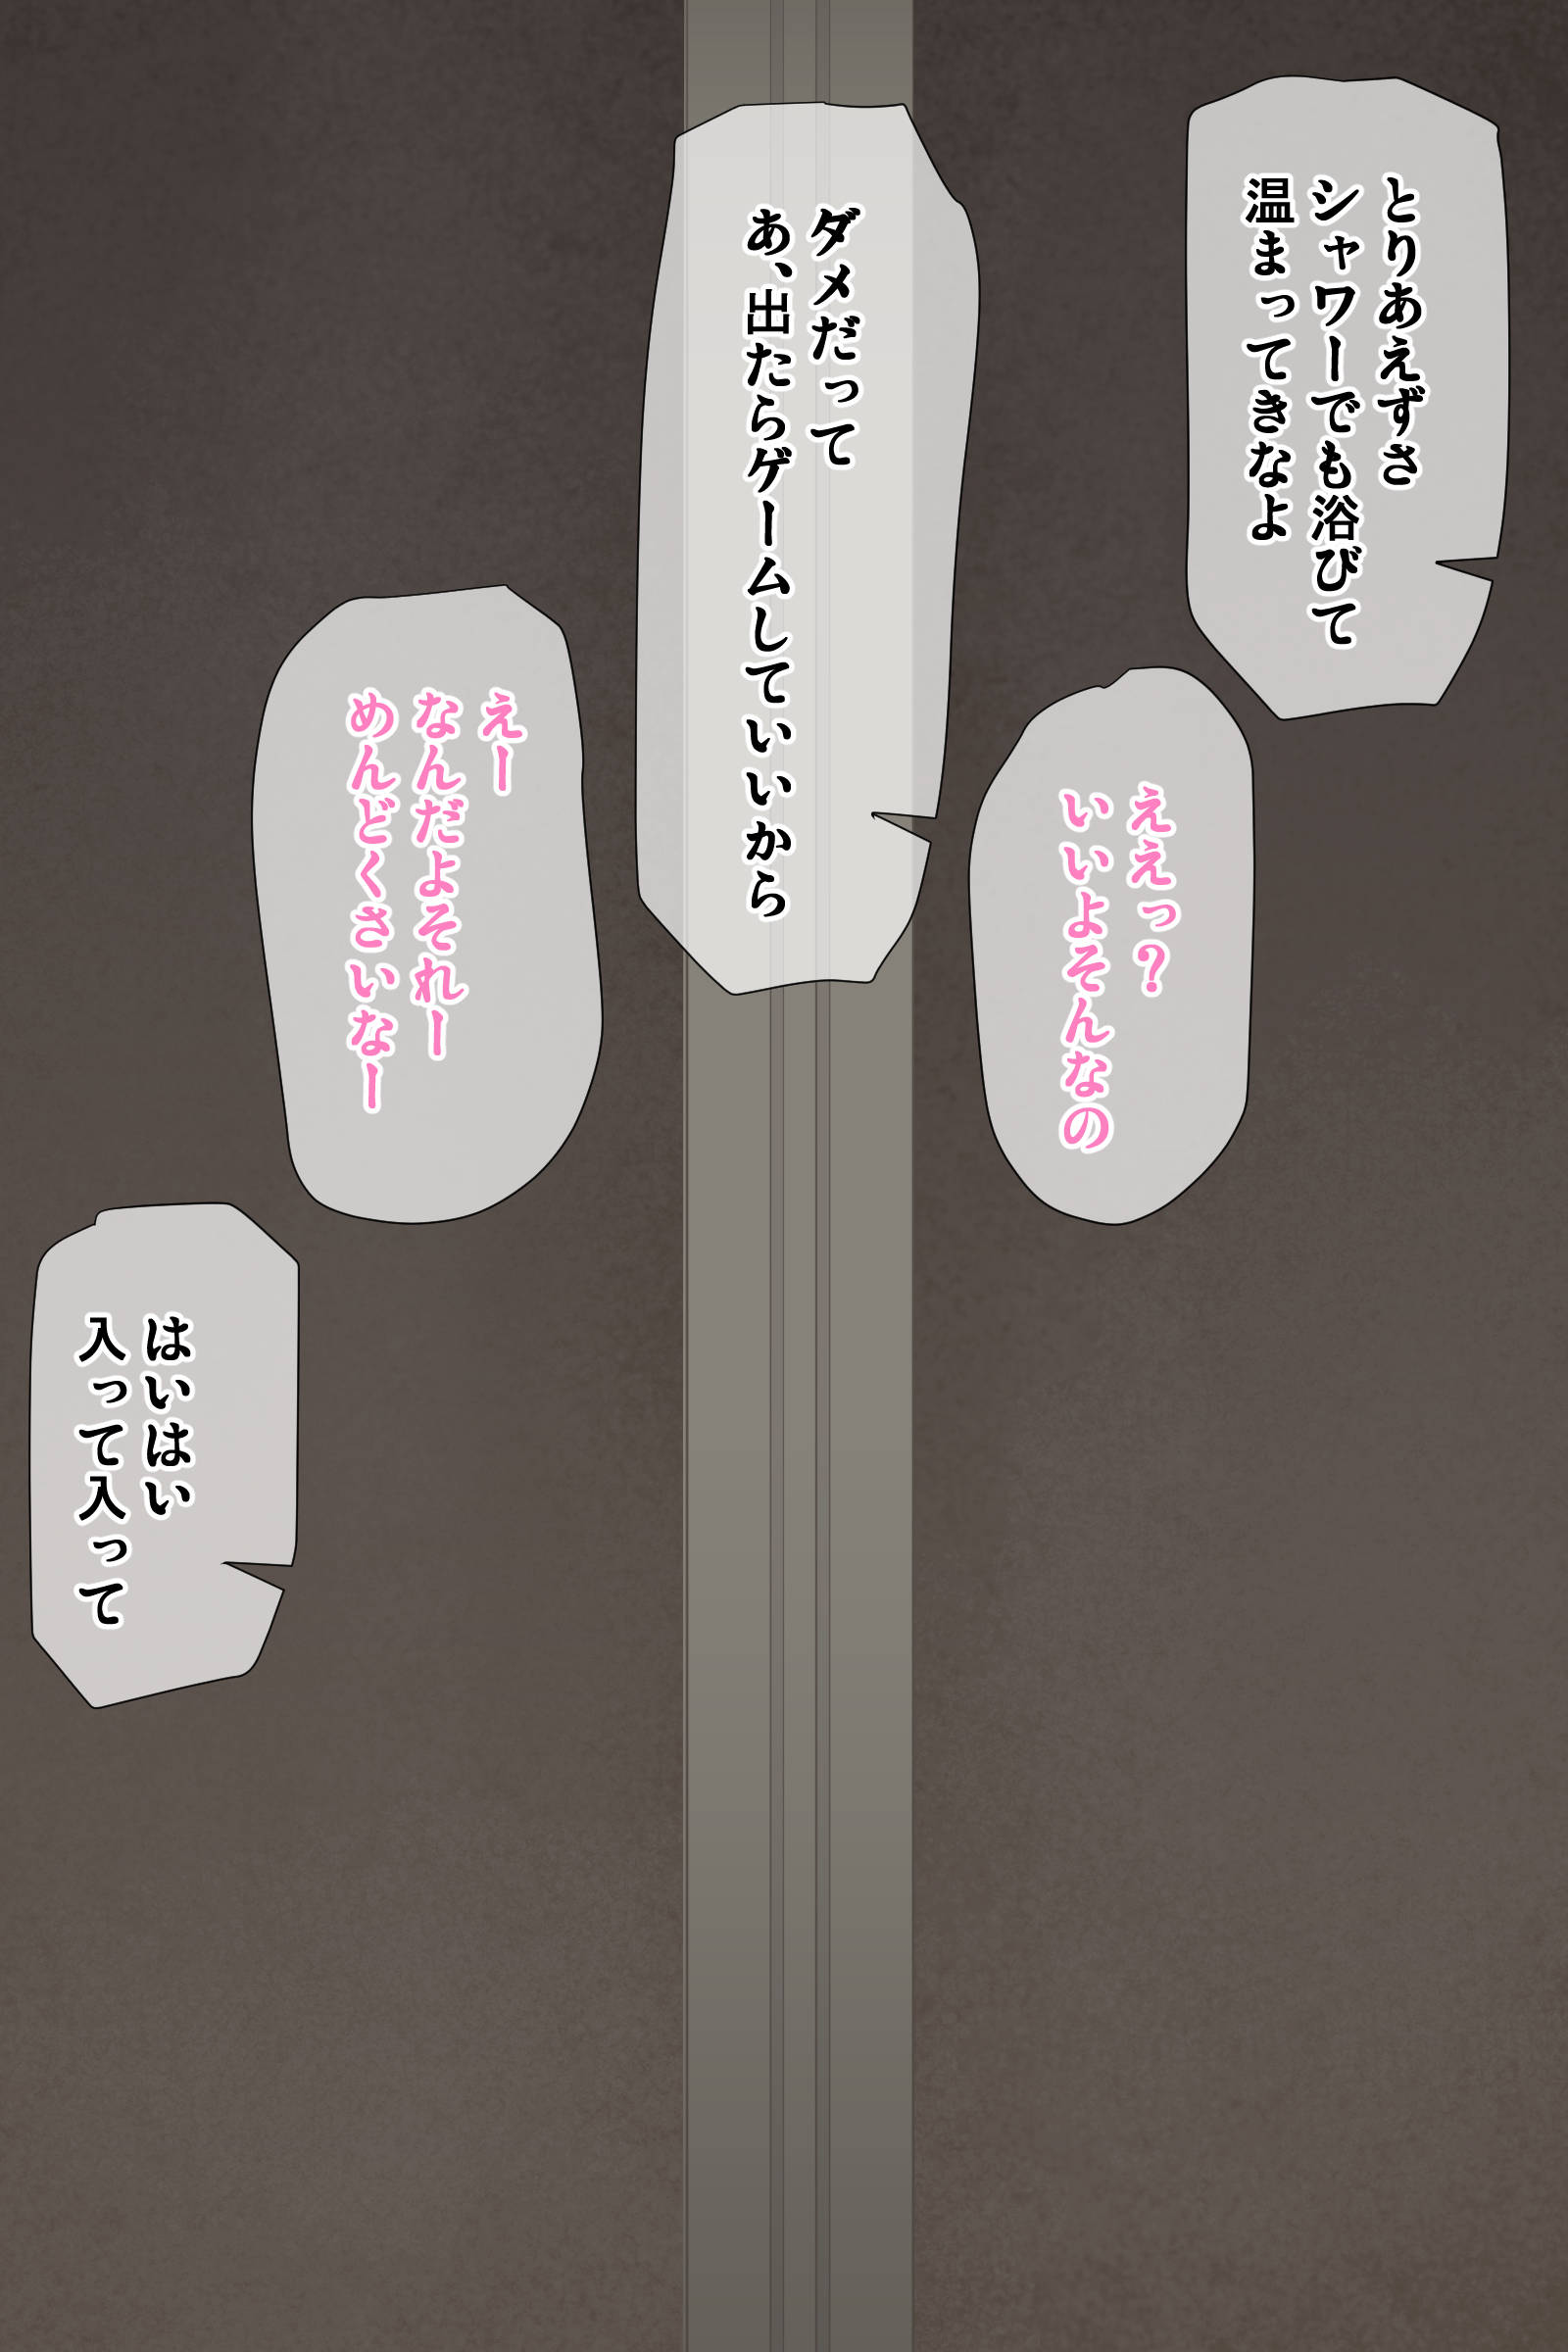 とりあえずさ
シャワーでも浴びて
温まってきなよ
ええっ？
いいよそんなの
ダメだって
あ、出たらゲームしていいから
えー
なんだよそれー
めんどくさいなー
はいはい
入って入って